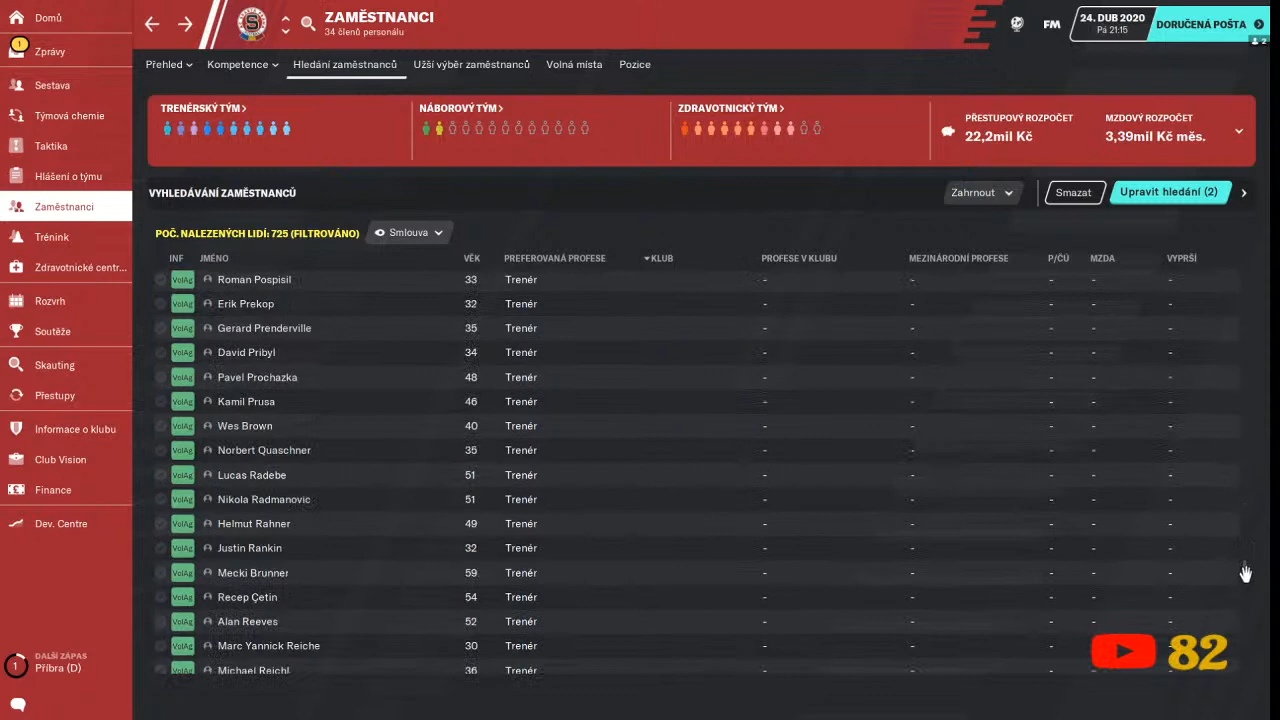 Domů
1
Zprávy
Sestava
Týmová chemie
Taktika
Hlášení o týmu
Zaměstnanci
Trénink
Zdravotnické centr...
Rozvrh
Soutěže
Skauting
Přestupy
Informace o klubu
Club Vision
Finance
Dev. Centre
DALŠÍ ZÁPAS
1 Příbra (D)
ZAMĚSTNANCI
34 členů personálu
FM
24. DUB 2020
Pá 21:15
DORUČENÁ POŠTA
2
Přehled Kompetence Hledání zaměstnanců Užší výběr zaměstnanců Volná místa Pozice
TRENÉRSKÝ TÝM NÁBOROVÝ TÝM ZDRAVOTNICKÝ TÝM
PŘESTUPOVÝ ROZPOČET MZDOVÝ ROZPOČET
22,2mil Kč 3,39mil Kč měs.
VYHLEDÁVÁNÍ ZAMĚSTNANCŮ Zahrnout Smazat Upravit hledání (2)
POČ. NALEZENÝCH LIDÍ: 725 (FILTROVÁNO) Smlouva
INF JMÉNO VĚK PREFEROVANÁ PROFESE KLUB PROFESE V KLUBU MEZINÁRODNÍ PROFESE P/ČÚ MZDA VYPRŠÍ
VolAg Roman Pospisil 33 Trenér - - - - -
VolAg Erik Prekop 32 Trenér - - - - -
VolAg Gerard Prenderville 35 Trenér - - - - -
VolAg David Pribyl 34 Trenér - - - - -
VolAg Pavel Prochazka 48 Trenér - - - - -
VolAg Kamil Prusa 46 Trenér - - - - -
VolAg Wes Brown 40 Trenér - - - - -
VolAg Norbert Quaschner 35 Trenér - - - - -
VolAg Lucas Radebe 51 Trenér - - - - -
VolAg Nikola Radmanovic 51 Trenér - - - - -
VolAg Helmut Rahner 49 Trenér - - - - -
VolAg Justin Rankin 32 Trenér - - - - -
VolAg Mecki Brunner 59 Trenér - - - - -
VolAg Recep Çetin 54 Trenér - - - - -
VolAg Alan Reeves 52 Trenér - - - - -
VolAg Marc Yannick Reiche 30 Trenér - - - - -
VolAg Michael Reichl 36 Trenér - - - - -
82